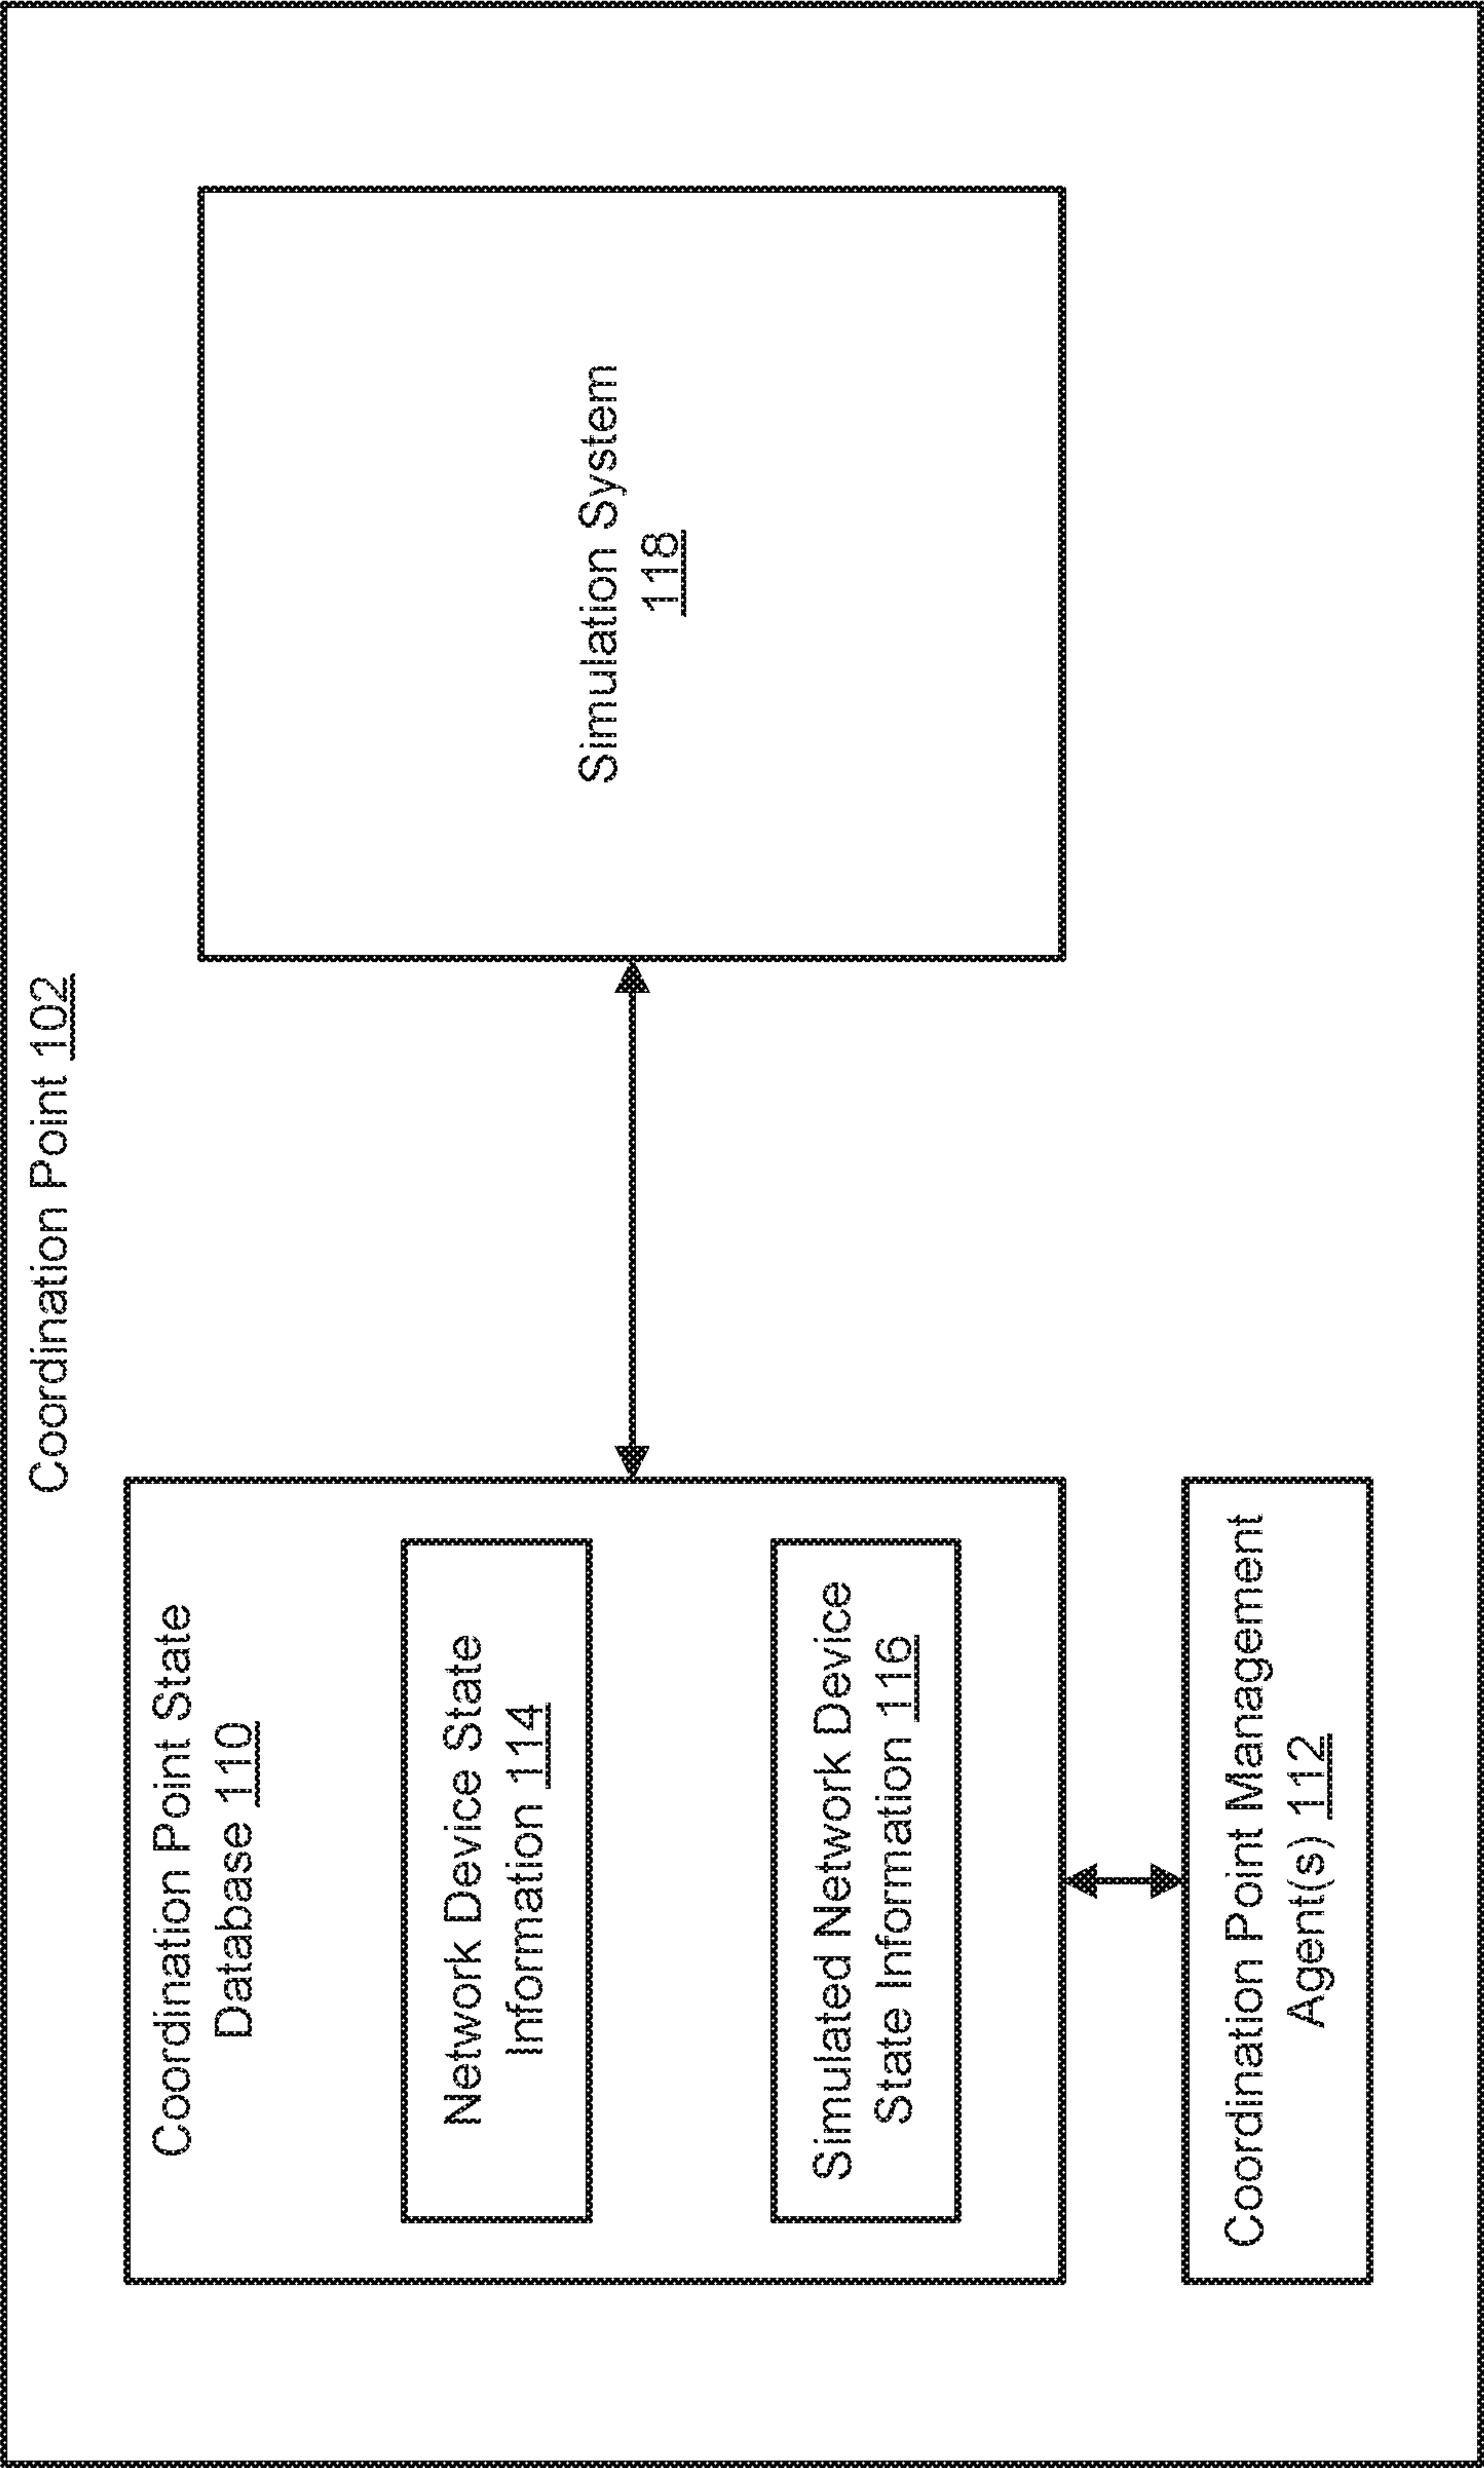 Coordination Point 102
Coordination Point State
Database 110
Network Device State
Information 114
Simulated Network Device
State Information 116
Coordination Point Management
Agent(s) 112
Simulation System
118